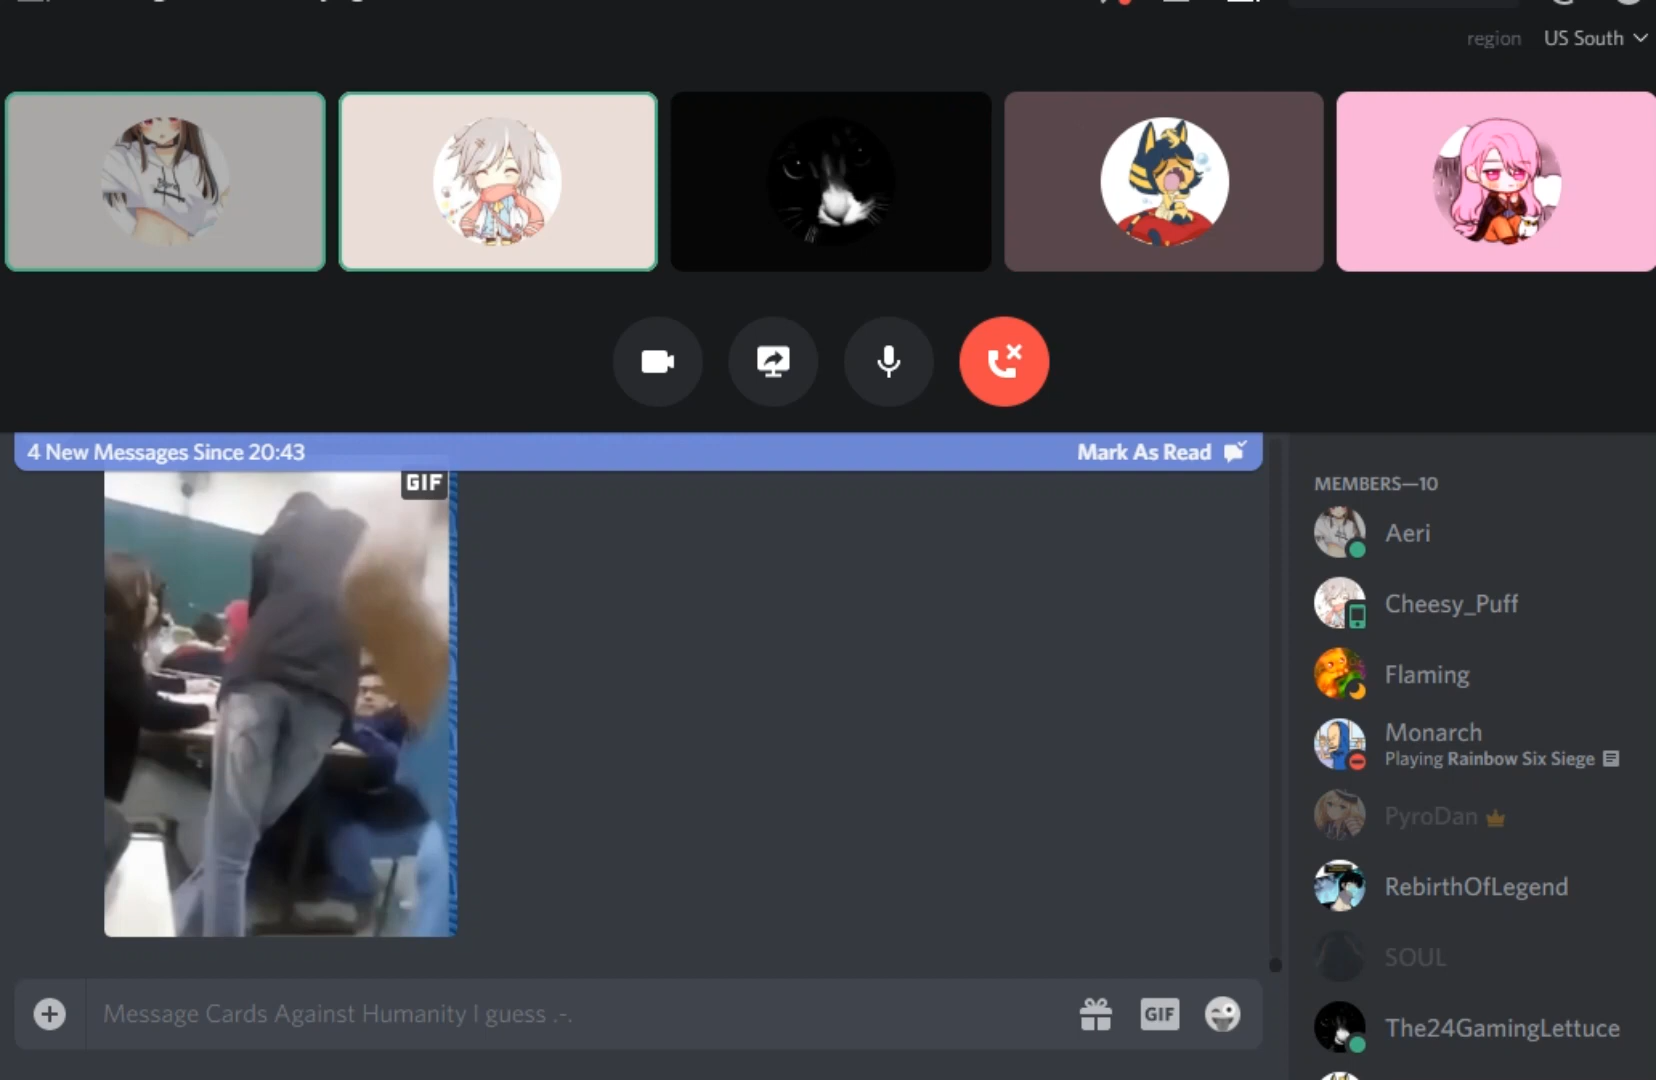 region US South
4 New Messages Since 20:43 Mark As Read
GIF
MEMBERS—10
Aeri
Cheesy_Puff
Flaming
Monarch
Playing Rainbow Six Siege
PyroDan
RebirthOfLegend
SOUL
The24GamingLettuce
Message Cards Against Humanity I guess .-.
GIF